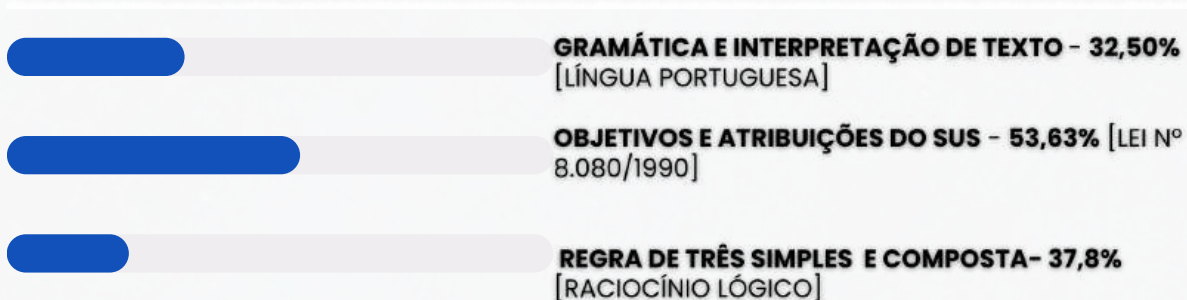 GRAMÁTICA E INTERPRETAÇÃO DE TEXTO - 32,50%
[LÍNGUA PORTUGUESA]
OBJETIVOS E ATRIBUIÇÕES DO SUS - 53,63% [LEI Nº
8.080/1990]
REGRA DE TRÊS SIMPLES E COMPOSTA- 37,8%
[RACIOCÍNIO LÓGICO]